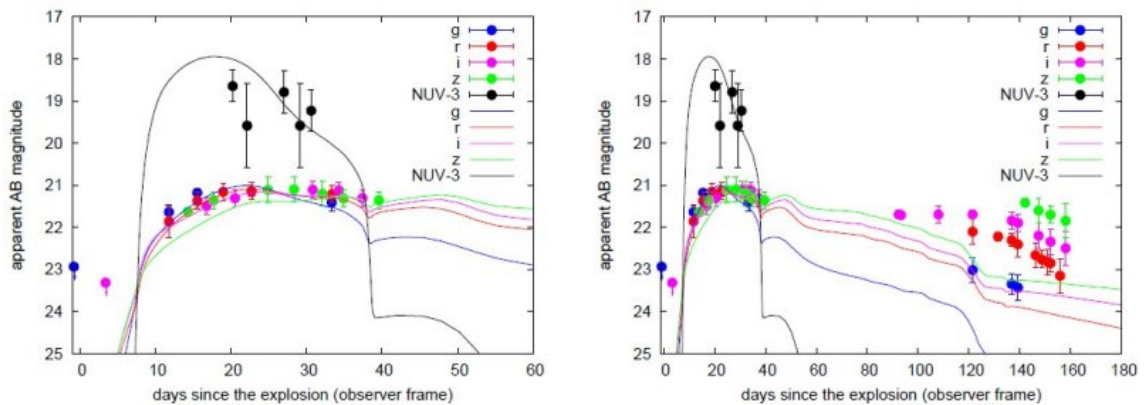 17
18
19
20
21
22
23
24
25
apparent AB magnitude
0
10
20
30
40
50
60
days since the explosion (observer frame)
g
r
i
z
NUV-3
g
r
i
z
NUV-3
17
18
19
20
21
22
23
24
25
apparent AB magnitude
0
20
40
60
80
100
120
140
160
180
days since the explosion (observer frame)
g
r
i
z
NUV-3
g
r
i
z
NUV-3